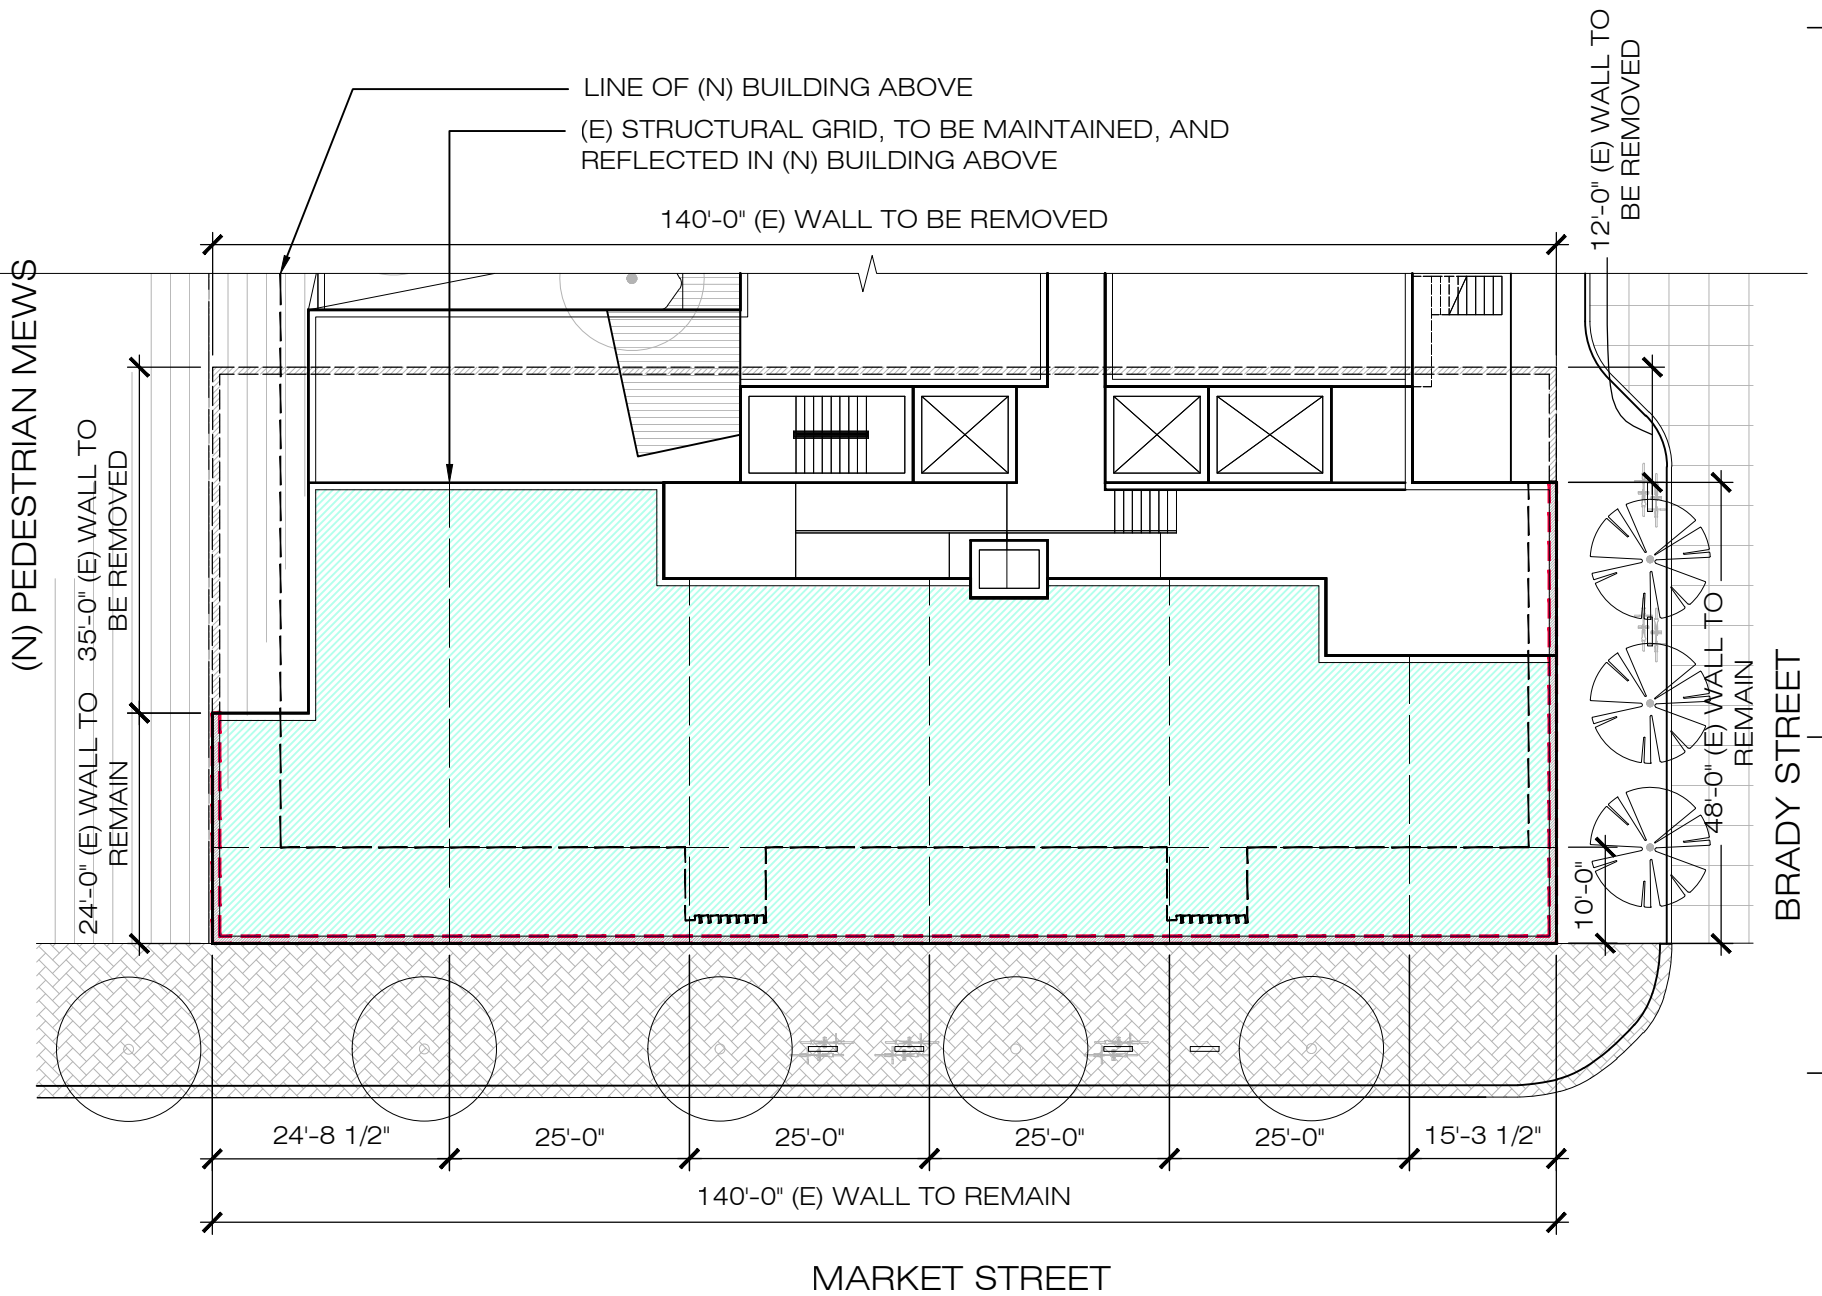 LINE OF (N) BUILDING ABOVE
(E) STRUCTURAL GRID, TO BE MAINTAINED, AND
REFLECTED IN (N) BUILDING ABOVE
140'-0" (E) WALL TO BE REMOVED
12'-0" (E) WALL TO
BE REMOVED
(N) PEDESTRIAN MEWS
35'-0" (E) WALL TO
BE REMOVED
24'-0" (E) WALL TO
REMAIN
48'-0" (E) WALL TO
REMAIN
BRADY STREET
10'-0"
24'-8 1/2"
25'-0"
25'-0"
25'-0"
25'-0"
15'-3 1/2"
140'-0" (E) WALL TO REMAIN
MARKET STREET